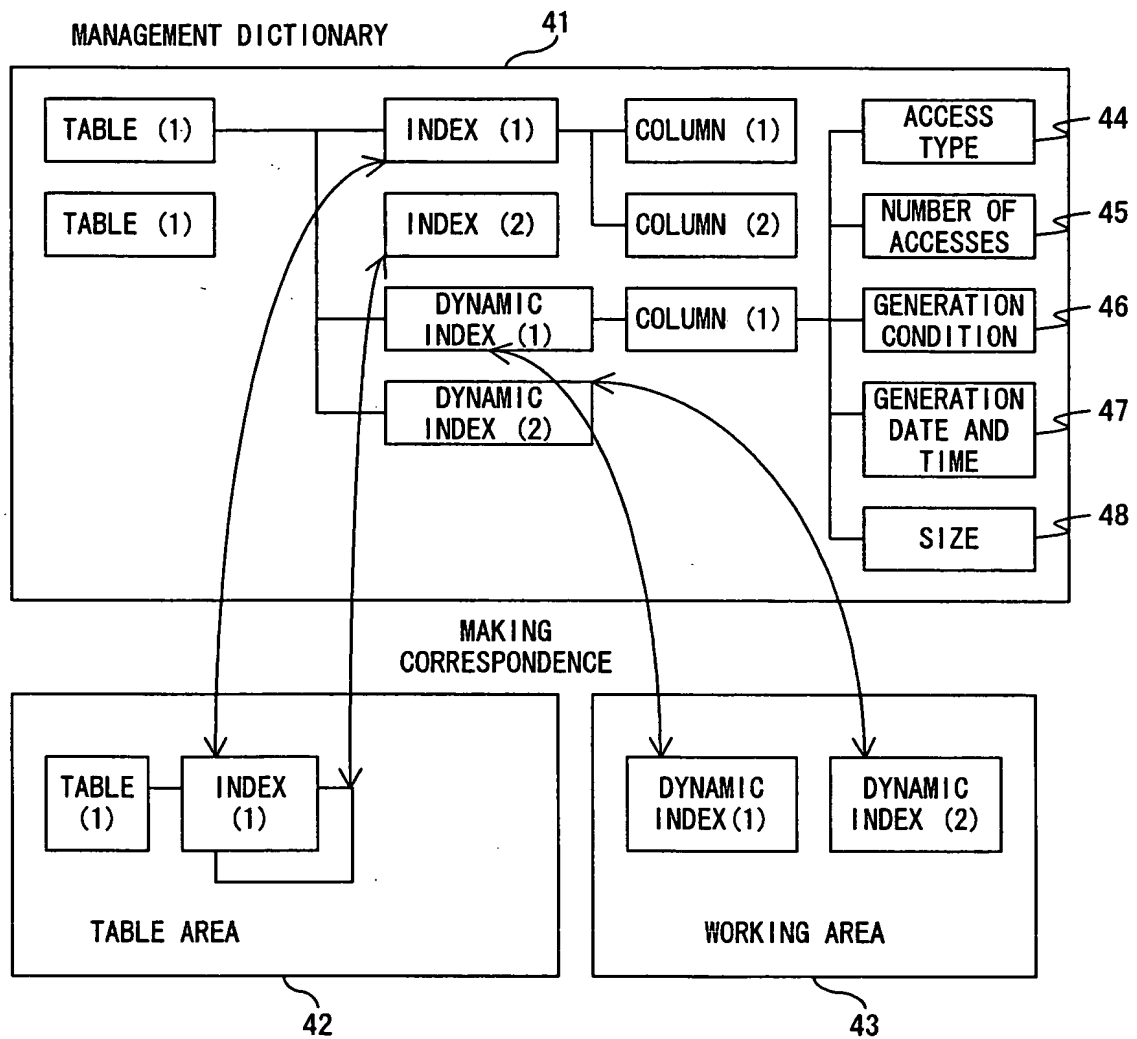 MANAGEMENT DICTIONARY
41
TABLE (1)
INDEX (1)
COLUMN (1)
ACCESS
TYPE
44
TABLE (1)
INDEX (2)
COLUMN (2)
NUMBER OF
ACCESSES
45
DYNAMIC
INDEX (1)
COLUMN (1)
GENERATION
CONDITION
46
DYNAMIC
INDEX (2)
GENERATION
DATE AND
TIME
47
SIZE
48
MAKING
CORRESPONDENCE
TABLE
(1)
INDEX
(1)
TABLE AREA
42
DYNAMIC
INDEX(1)
DYNAMIC
INDEX (2)
WORKING AREA
43